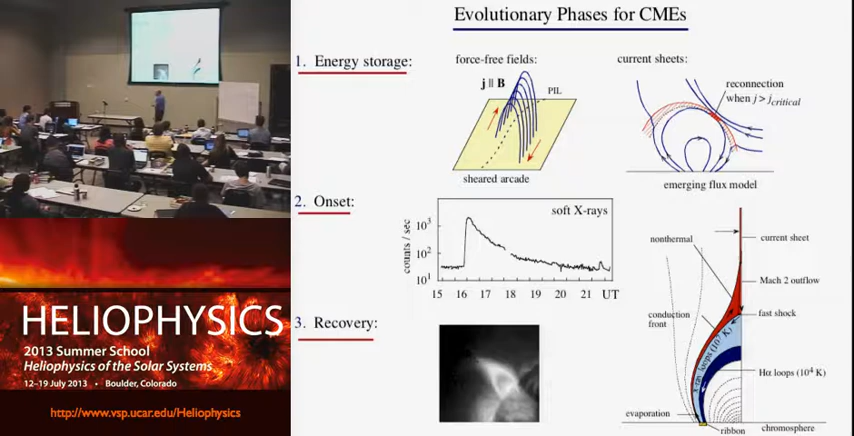 Evolutionary Phases for CMEs
1. Energy storage:
force-free fields:
j || B
PIL
sheared arcade
current sheets:
reconnection
when j > jcritical
emerging flux model
2. Onset:
counts / sec
10³
10²
10¹
soft X-rays
15 16 17 18 19 20 21 UT
3. Recovery:
nonthermal
current sheet
Mach 2 outflow
conduction
front
fast shock
Hα loops (10⁴ K)
evaporation
ribbon
chromosphere
HELIOPHYSICS
2013 Summer School
Heliophysics of the Solar Systems
12–19 July 2013 • Boulder, Colorado
http://www.vsp.ucar.edu/Heliophysics